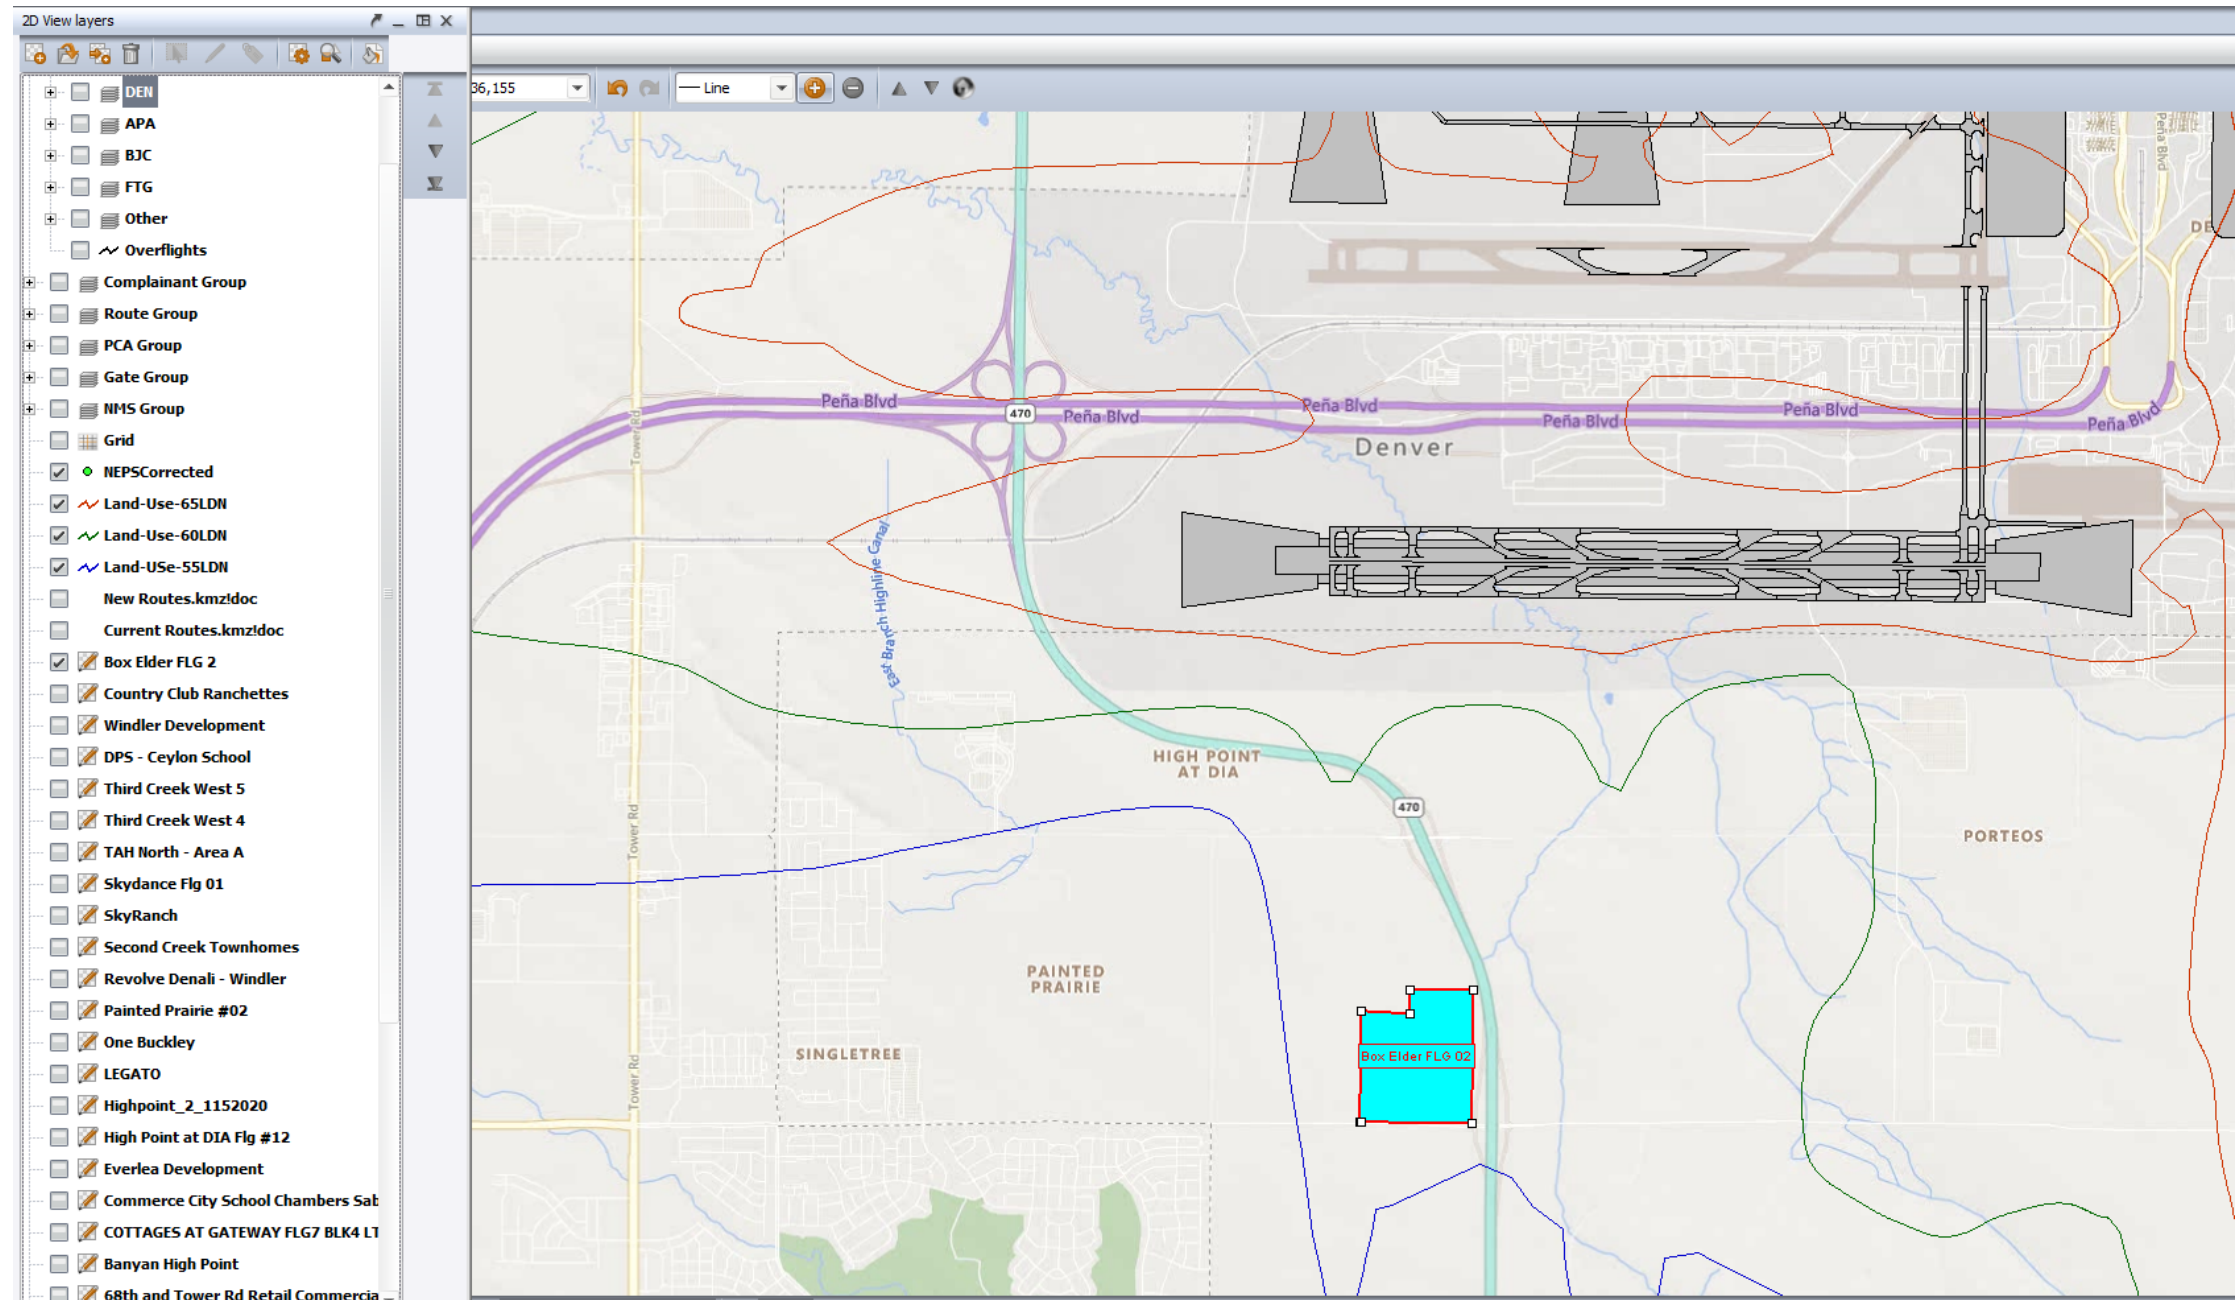 2D View layers
36,155
Line
DEN
APA
BJC
FTG
Other
Overflights
Complainant Group
Route Group
PCA Group
Gate Group
NMS Group
Grid
NEPSCorrected
Land-Use-65LDN
Land-Use-60LDN
Land-USe-55LDN
New Routes.kmz!doc
Current Routes.kmz!doc
Box Elder FLG 2
Country Club Ranchettes
Windler Development
DPS - Ceylon School
Third Creek West 5
Third Creek West 4
TAH North - Area A
Skydance Flg 01
SkyRanch
Second Creek Townhomes
Revolve Denali - Windler
Painted Prairie #02
One Buckley
LEGATO
Highpoint_2_1152020
High Point at DIA Flg #12
Everlea Development
Commerce City School Chambers Sab
COTTAGES AT GATEWAY FLG7 BLK4 LT
Banyan High Point
68th and Tower Rd Retail Commercia
Peña Blvd
DE
Peña Blvd
470
Peña Blvd
Peña Blvd
Peña Blvd
Peña Blvd
Peña Blvd
Denver
Tower Rd
East Branch Highline Canal
HIGH POINT
AT DIA
470
Tower Rd
PORTEOS
PAINTED
PRAIRIE
SINGLETREE
Box Elder FLG 02
Tower Rd